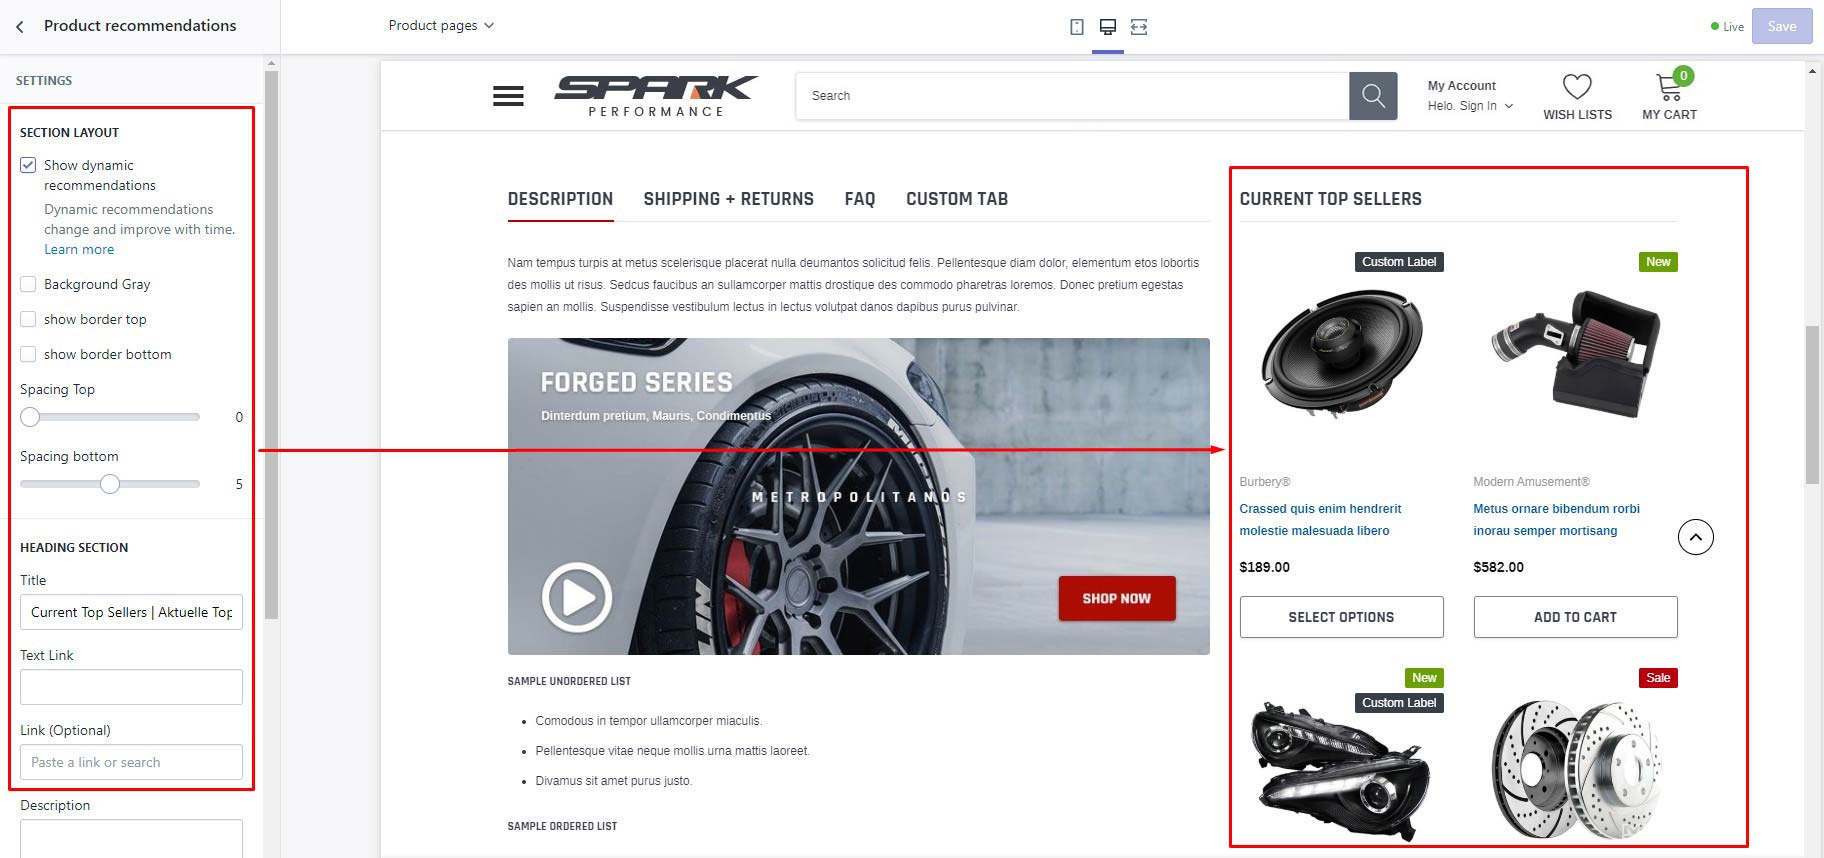 Product recommendations
Product pages
Live
Save
SETTINGS
SECTION LAYOUT
Show dynamic
recommendations
Dynamic recommendations
change and improve with time.
Learn more
Background Gray
show border top
show border bottom
Spacing Top
0
Spacing bottom
5
HEADING SECTION
Title
Current Top Sellers | Aktuelle Top
Text Link
Link (Optional)
Paste a link or search
Description
SPARK
PERFORMANCE
Search
My Account
Helo. Sign In
WISH LISTS
0
MY CART
DESCRIPTION
SHIPPING + RETURNS
FAQ
CUSTOM TAB
Nam tempus turpis at metus scelerisque placerat nulla deumantos solicitud felis. Pellentesque diam dolor, elementum etos lobortis
des mollis ut risus. Sedcus faucibus an sullamcorper mattis drostique des commodo pharetras loremos. Donec pretium egestas
sapien an mollis. Suspendisse vestibulum lectus in lectus volutpat danos dapibus purus pulvinar.
FORGED SERIES
Dinterdum pretium, Mauris, Condimentus
METROPOLITANOS
SHOP NOW
SAMPLE UNORDERED LIST
Comodous in tempor ullamcorper miaculis.
Pellentesque vitae neque mollis urna mattis laoreet.
Divamus sit amet purus justo.
SAMPLE ORDERED LIST
CURRENT TOP SELLERS
Custom Label
Burbery®
Crassed quis enim hendrerit
molestie malesuada libero
$189.00
SELECT OPTIONS
New
Modern Amusement®
Metus ornare bibendum rorbi
inorau semper mortisang
$582.00
ADD TO CART
New
Custom Label
Sale